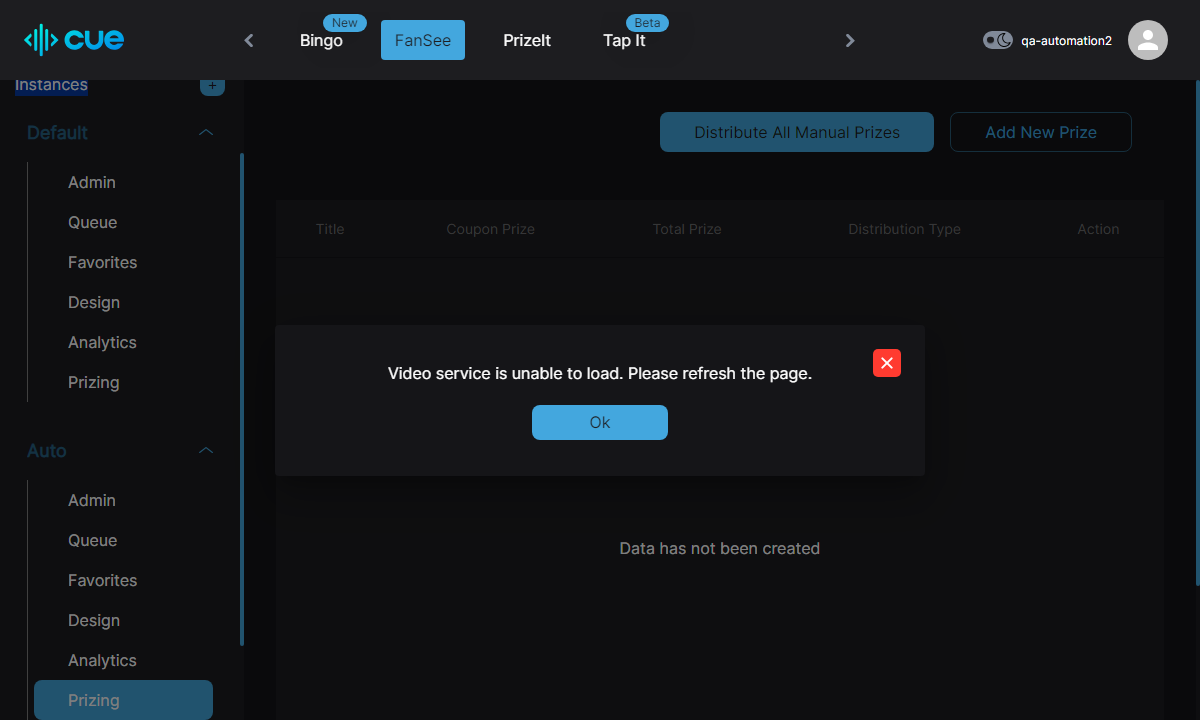 cue
New
Bingo
FanSee
PrizeIt
Beta
Tap It
qa-automation2
Instances
+
Default
Admin
Queue
Favorites
Design
Analytics
Prizing
Auto
Admin
Queue
Favorites
Design
Analytics
Prizing
Distribute All Manual Prizes
Add New Prize
Title Coupon Prize Total Prize Distribution Type Action
Video service is unable to load. Please refresh the page.
Ok
Data has not been created